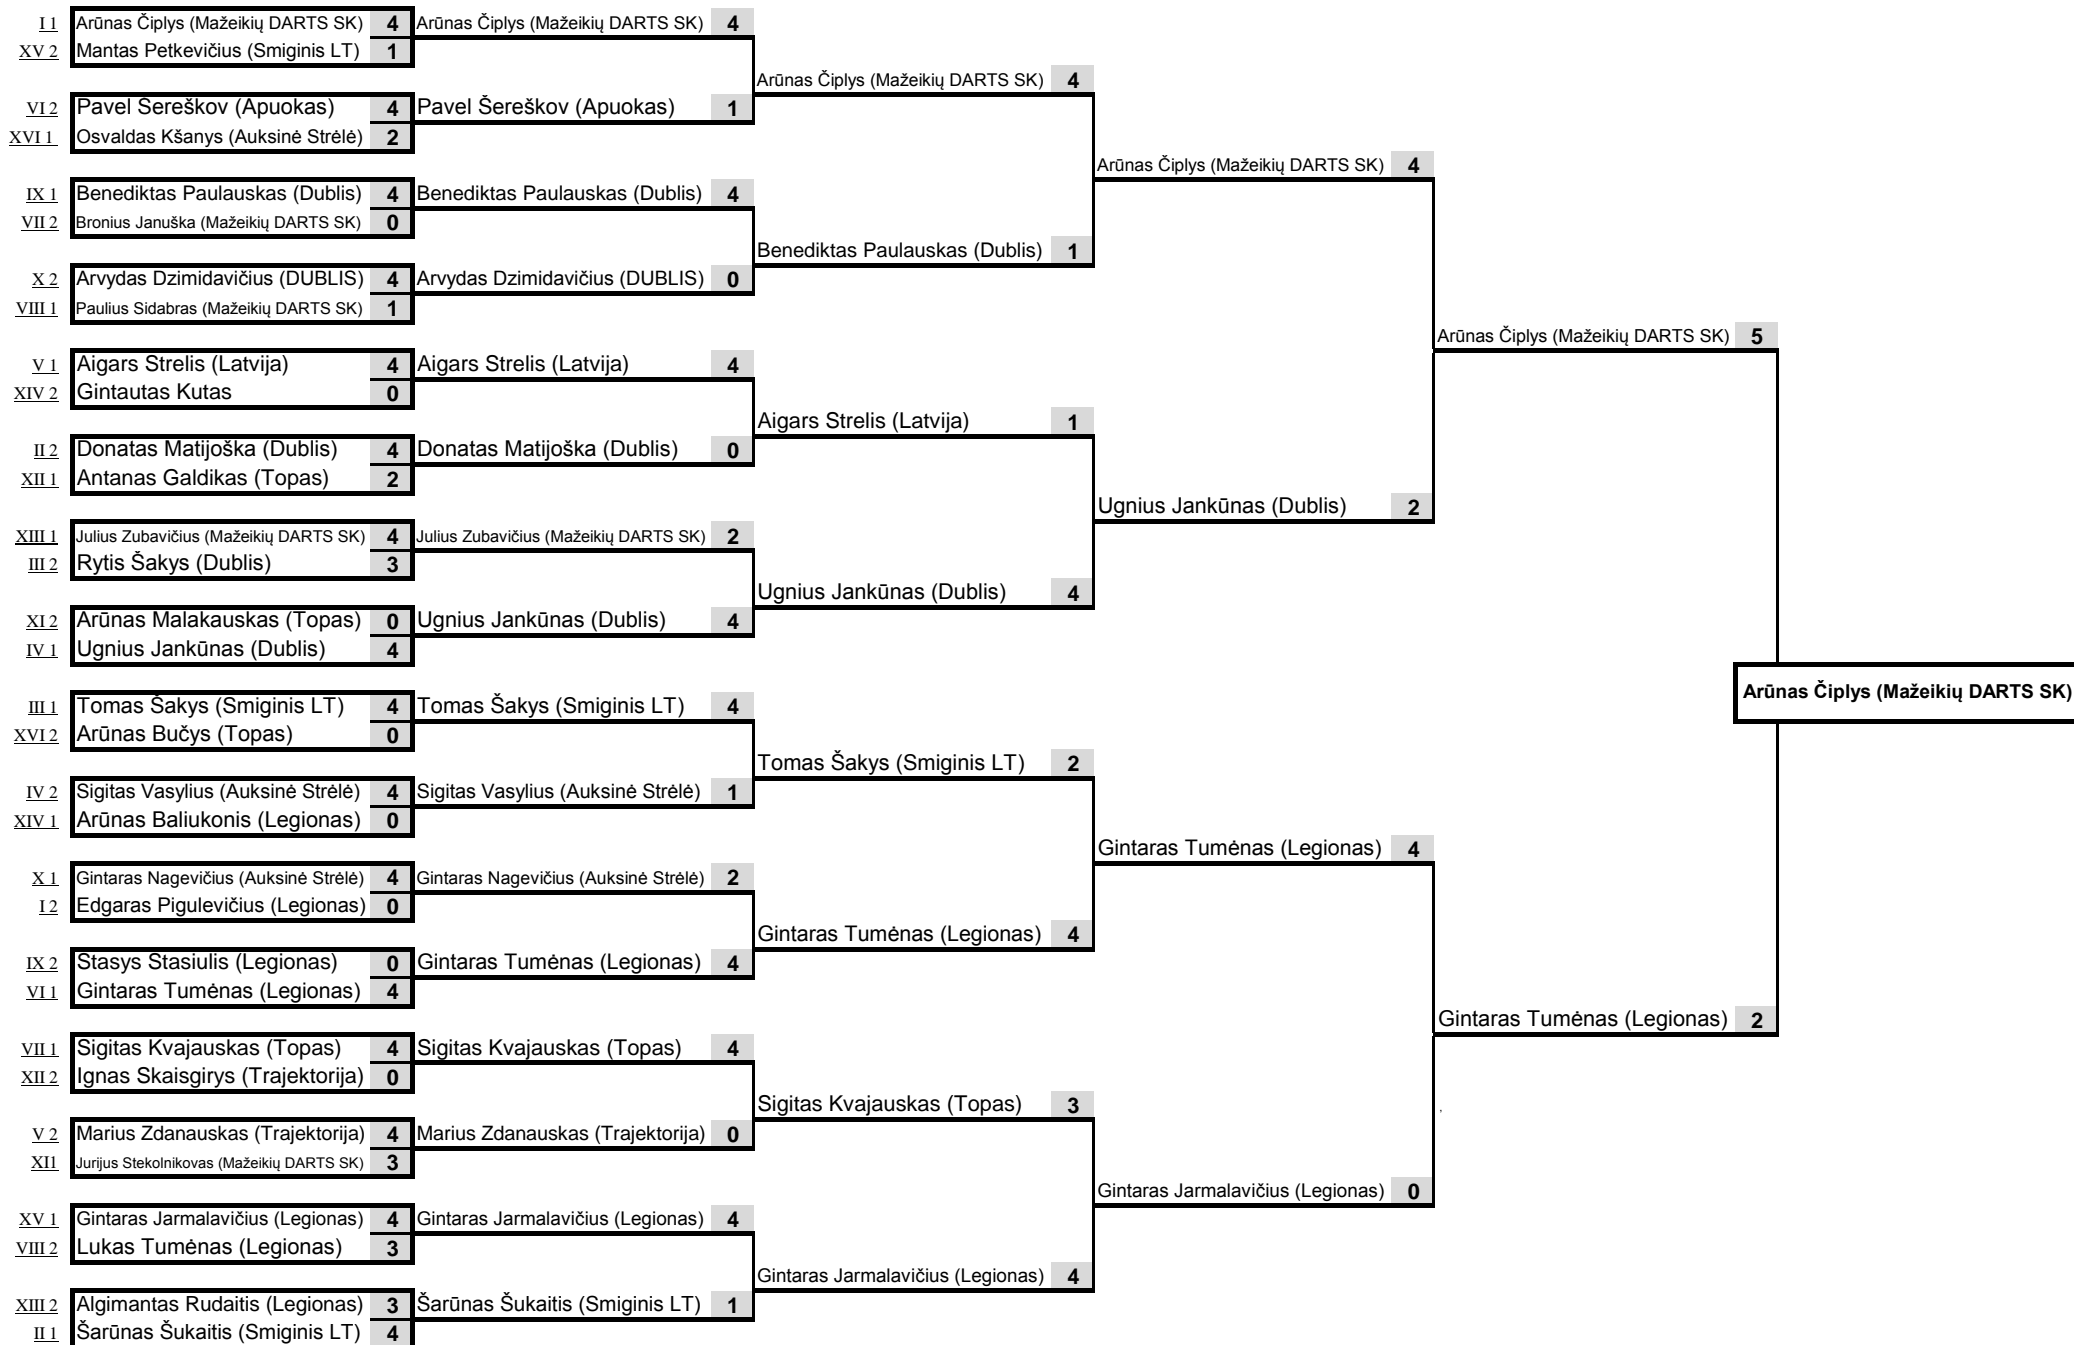 I 1 Arūnas Čiplys (Mažeikių DARTS SK) 4 Arūnas Čiplys (Mažeikių DARTS SK) 4
XV 2 Mantas Petkevičius (Smiginis LT) 1
Arūnas Čiplys (Mažeikių DARTS SK) 4
VI 2 Pavel Šereškov (Apuokas) 4 Pavel Šereškov (Apuokas) 1
XVI 1 Osvaldas Kšanys (Auksinė Strėlė) 2
Arūnas Čiplys (Mažeikių DARTS SK) 4
IX 1 Benediktas Paulauskas (Dublis) 4 Benediktas Paulauskas (Dublis) 4
VII 2 Bronius Januška (Mažeikių DARTS SK) 0
Benediktas Paulauskas (Dublis) 1
X 2 Arvydas Dzimidavičius (DUBLIS) 4 Arvydas Dzimidavičius (DUBLIS) 0
VIII 1 Paulius Sidabras (Mažeikių DARTS SK) 1
Arūnas Čiplys (Mažeikių DARTS SK) 5
V 1 Aigars Strelis (Latvija) 4 Aigars Strelis (Latvija) 4
XIV 2 Gintautas Kutas 0
Aigars Strelis (Latvija) 1
II 2 Donatas Matijoška (Dublis) 4 Donatas Matijoška (Dublis) 0
XII 1 Antanas Galdikas (Topas) 2
Ugnius Jankūnas (Dublis) 2
XIII 1 Julius Zubavičius (Mažeikių DARTS SK) 4 Julius Zubavičius (Mažeikių DARTS SK) 2
III 2 Rytis Šakys (Dublis) 3
Ugnius Jankūnas (Dublis) 4
XI 2 Arūnas Malakauskas (Topas) 0 Ugnius Jankūnas (Dublis) 4
IV 1 Ugnius Jankūnas (Dublis) 4
Arūnas Čiplys (Mažeikių DARTS SK)
III 1 Tomas Šakys (Smiginis LT) 4 Tomas Šakys (Smiginis LT) 4
XVI 2 Arūnas Bučys (Topas) 0
Tomas Šakys (Smiginis LT) 2
IV 2 Sigitas Vasylius (Auksinė Strėlė) 4 Sigitas Vasylius (Auksinė Strėlė) 1
XIV 1 Arūnas Baliukonis (Legionas) 0
Gintaras Tumėnas (Legionas) 4
X 1 Gintaras Nagevičius (Auksinė Strėlė) 4 Gintaras Nagevičius (Auksinė Strėlė) 2
I 2 Edgaras Pigulevičius (Legionas) 0
Gintaras Tumėnas (Legionas) 4
IX 2 Stasys Stasiulis (Legionas) 0 Gintaras Tumėnas (Legionas) 4
VI 1 Gintaras Tumėnas (Legionas) 4
Gintaras Tumėnas (Legionas) 2
VII 1 Sigitas Kvajauskas (Topas) 4 Sigitas Kvajauskas (Topas) 4
XII 2 Ignas Skaisgirys (Trajektorija) 0
Sigitas Kvajauskas (Topas) 3
V 2 Marius Zdanauskas (Trajektorija) 4 Marius Zdanauskas (Trajektorija) 0
XI1 Jurijus Stekolnikovas (Mažeikių DARTS SK) 3
Gintaras Jarmalavičius (Legionas) 0
XV 1 Gintaras Jarmalavičius (Legionas) 4 Gintaras Jarmalavičius (Legionas) 4
VIII 2 Lukas Tumėnas (Legionas) 3
Gintaras Jarmalavičius (Legionas) 4
XIII 2 Algimantas Rudaitis (Legionas) 3 Šarūnas Šukaitis (Smiginis LT) 1
II 1 Šarūnas Šukaitis (Smiginis LT) 4